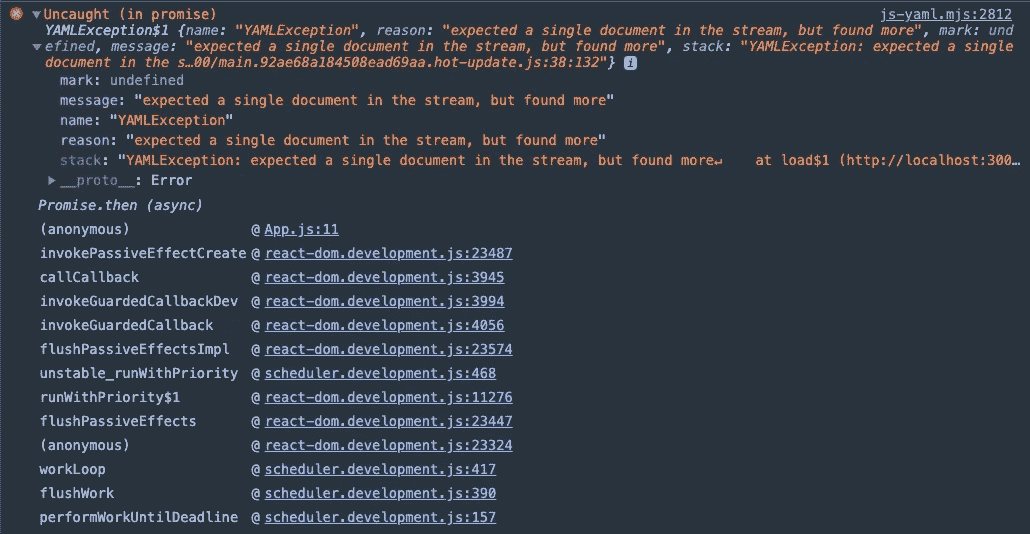 Uncaught (in promise) js-yaml.mjs:2812
YAMLException$1 {name: "YAMLException", reason: "expected a single document in the stream, but found more", mark: und
efined, message: "expected a single document in the stream, but found more", stack: "YAMLException: expected a single
document in the s…00/main.92ae68a184508ead69aa.hot-update.js:38:132"} i
mark: undefined
message: "expected a single document in the stream, but found more"
name: "YAMLException"
reason: "expected a single document in the stream, but found more"
stack: "YAMLException: expected a single document in the stream, but found more↵    at load$1 (http://localhost:300…
__proto__: Error
Promise.then (async)
(anonymous) @ App.js:11
invokePassiveEffectCreate @ react-dom.development.js:23487
callCallback @ react-dom.development.js:3945
invokeGuardedCallbackDev @ react-dom.development.js:3994
invokeGuardedCallback @ react-dom.development.js:4056
flushPassiveEffectsImpl @ react-dom.development.js:23574
unstable_runWithPriority @ scheduler.development.js:468
runWithPriority$1 @ react-dom.development.js:11276
flushPassiveEffects @ react-dom.development.js:23447
(anonymous) @ react-dom.development.js:23324
workLoop @ scheduler.development.js:417
flushWork @ scheduler.development.js:390
performWorkUntilDeadline @ scheduler.development.js:157